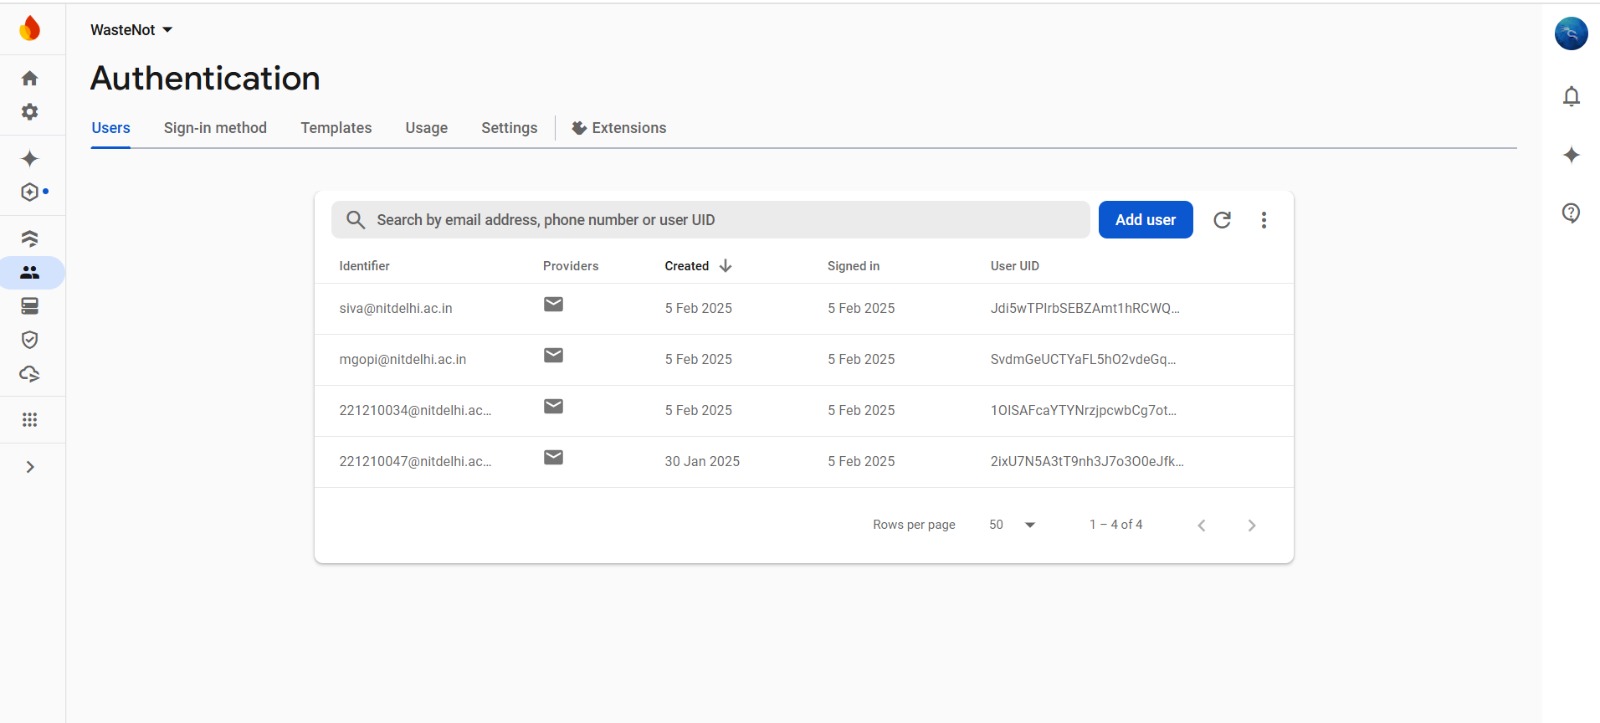 WasteNot
Authentication
Users Sign-in method Templates Usage Settings Extensions
Search by email address, phone number or user UID Add user
Identifier Providers Created Signed in User UID
siva@nitdelhi.ac.in 5 Feb 2025 5 Feb 2025 Jdi5wTPIrbSEBZAmt1hRCWQ...
mgopi@nitdelhi.ac.in 5 Feb 2025 5 Feb 2025 SvdmGeUCTYaFL5hO2vdeGq...
221210034@nitdelhi.ac... 5 Feb 2025 5 Feb 2025 1OISAFcaYTYNrzjpcwbCg7ot...
221210047@nitdelhi.ac... 30 Jan 2025 5 Feb 2025 2ixU7N5A3tT9nh3J7o3O0eJfk...
Rows per page 50 1 – 4 of 4